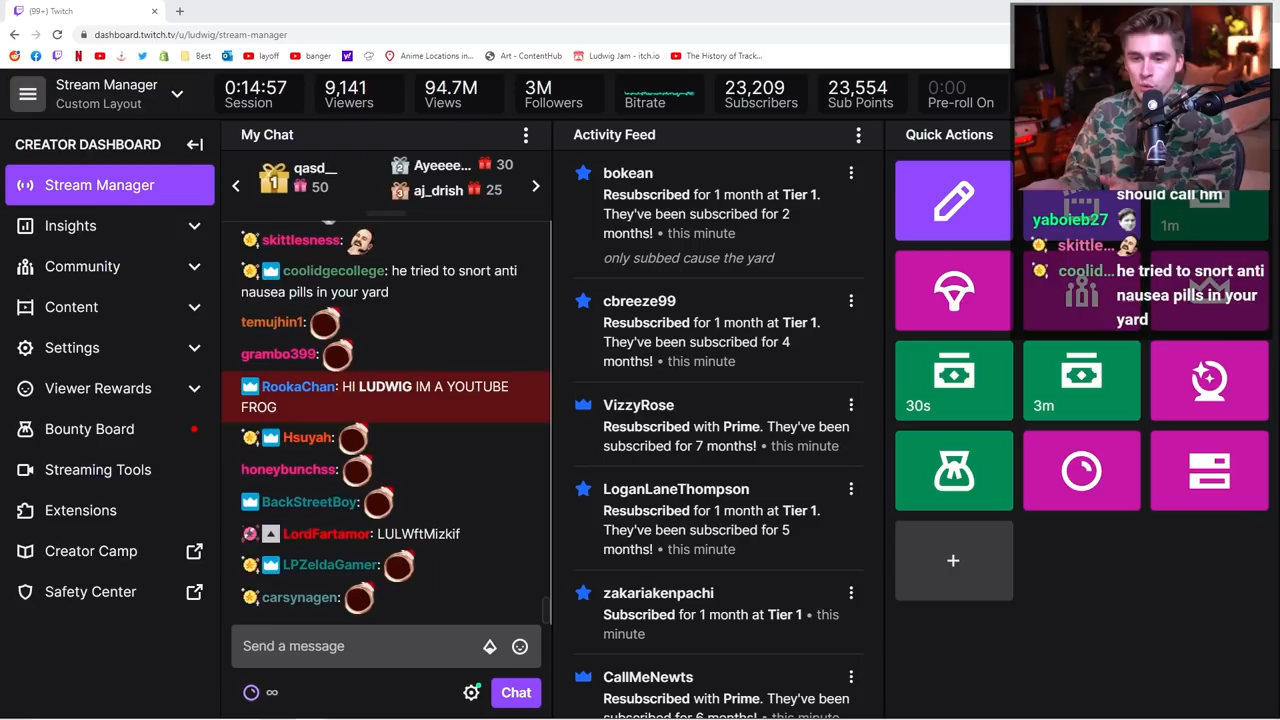 (99+) Twitch
dashboard.twitch.tv/u/ludwig/stream-manager
Best
layoff
banger
Anime Locations in...
Art - ContentHub
Ludwig Jam - itch.io
The History of Track...
Stream Manager
Custom Layout
0:14:57
Session
9,141
Viewers
94.7M
Views
3M
Followers
Bitrate
23,209
Subscribers
23,554
Sub Points
0:00
Pre-roll On
CREATOR DASHBOARD
Stream Manager
Insights
Community
Content
Settings
Viewer Rewards
Bounty Board
Streaming Tools
Extensions
Creator Camp
Safety Center
My Chat
1 qasd__
50
2 Ayeeee... 30
3 aj_drish 25
skittlesness:
coolidgecollege: he tried to snort anti
nausea pills in your yard
temujhin1:
grambo399:
RookaChan: HI LUDWIG IM A YOUTUBE
FROG
Hsuyah:
honeybunchss:
BackStreetBoy:
LordFartamor: LULWftMizkif
LPZeldaGamer:
carsynagen:
Send a message
∞
Chat
Activity Feed
bokean
Resubscribed for 1 month at Tier 1.
They've been subscribed for 2
months! • this minute
only subbed cause the yard
cbreeze99
Resubscribed for 1 month at Tier 1.
They've been subscribed for 4
months! • this minute
VizzyRose
Resubscribed with Prime. They've been
subscribed for 7 months! • this minute
LoganLaneThompson
Resubscribed for 1 month at Tier 1.
They've been subscribed for 5
months! • this minute
zakariakenpachi
Subscribed for 1 month at Tier 1 • this
minute
CallMeNewts
Resubscribed with Prime. They've been
subscribed for 6 months! • this minute
Quick Actions
1m
30s
3m
+
should call hm
yaboieb27
skittle...
coolid... he tried to snort anti
nausea pills in your
yard